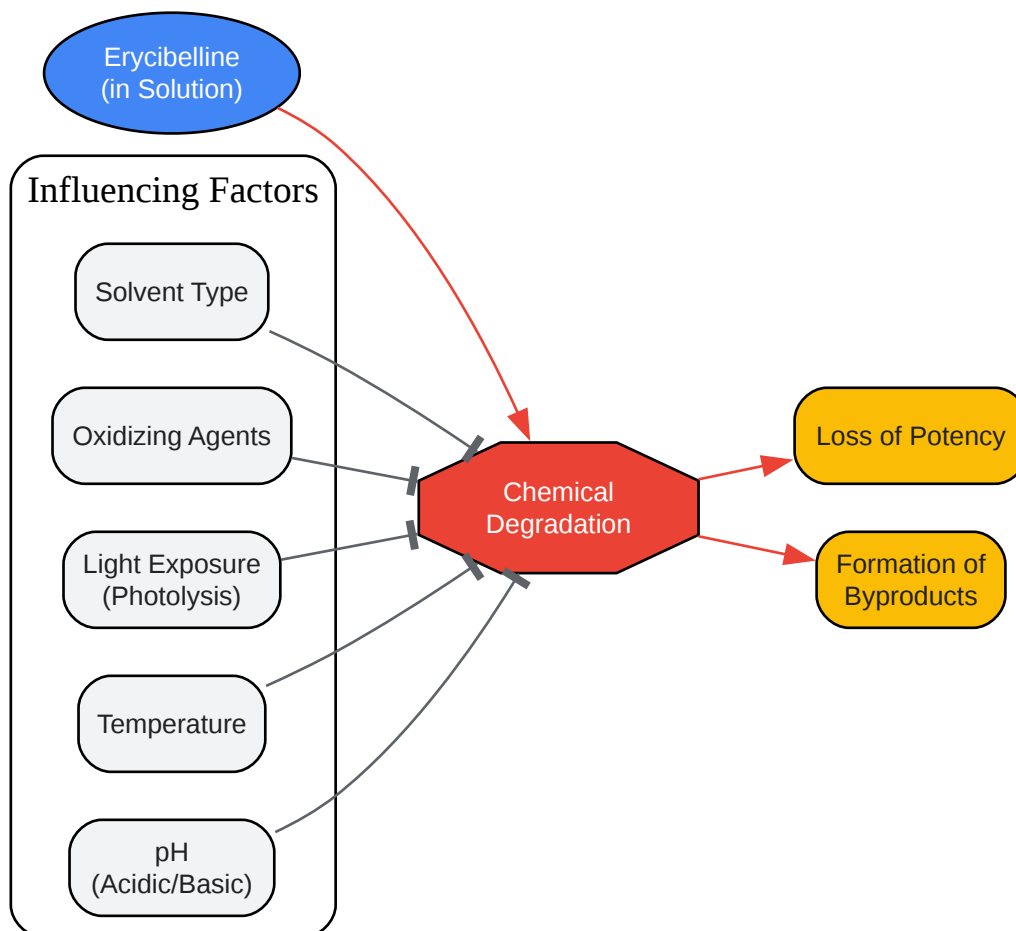 Erycibelline
(in Solution)
Influencing Factors
Solvent Type
Oxidizing Agents
Light Exposure
(Photolysis)
Temperature
pH
(Acidic/Basic)
Chemical
Degradation
Loss of Potency
Formation of
Byproducts